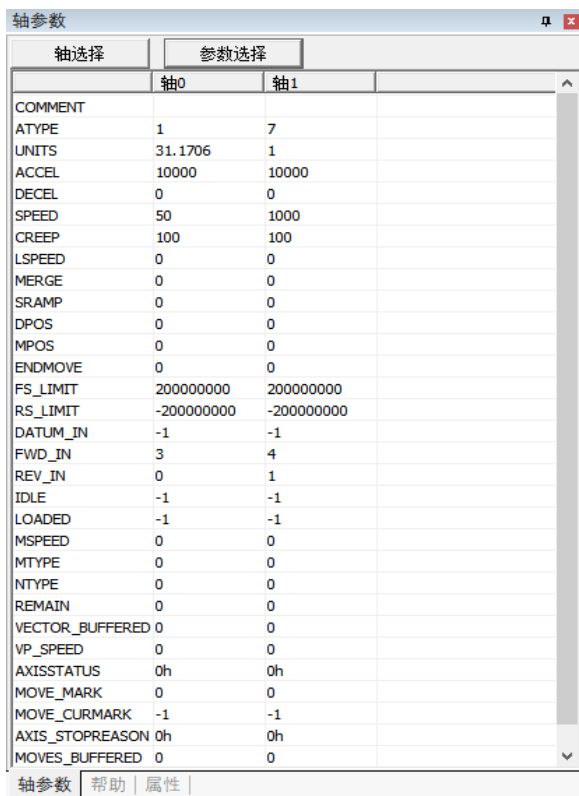 轴参数
轴选择 参数选择
轴0 轴1
COMMENT
ATYPE 1 7
UNITS 31.1706 1
ACCEL 10000 10000
DECEL 0 0
SPEED 50 1000
CREEP 100 100
LSPEED 0 0
MERGE 0 0
SRAMP 0 0
DPOS 0 0
MPOS 0 0
ENDMOVE 0 0
FS_LIMIT 200000000 200000000
RS_LIMIT -200000000 -200000000
DATUM_IN -1 -1
FWD_IN 3 4
REV_IN 0 1
IDLE -1 -1
LOADED -1 -1
MSPEED 0 0
MTYPE 0 0
NTYPE 0 0
REMAIN 0 0
VECTOR_BUFFERED 0 0
VP_SPEED 0 0
AXISSTATUS 0h 0h
MOVE_MARK 0 0
MOVE_CURMARK -1 -1
AXIS_STOPREASON 0h 0h
MOVES_BUFFERED 0 0
轴参数 帮助 属性